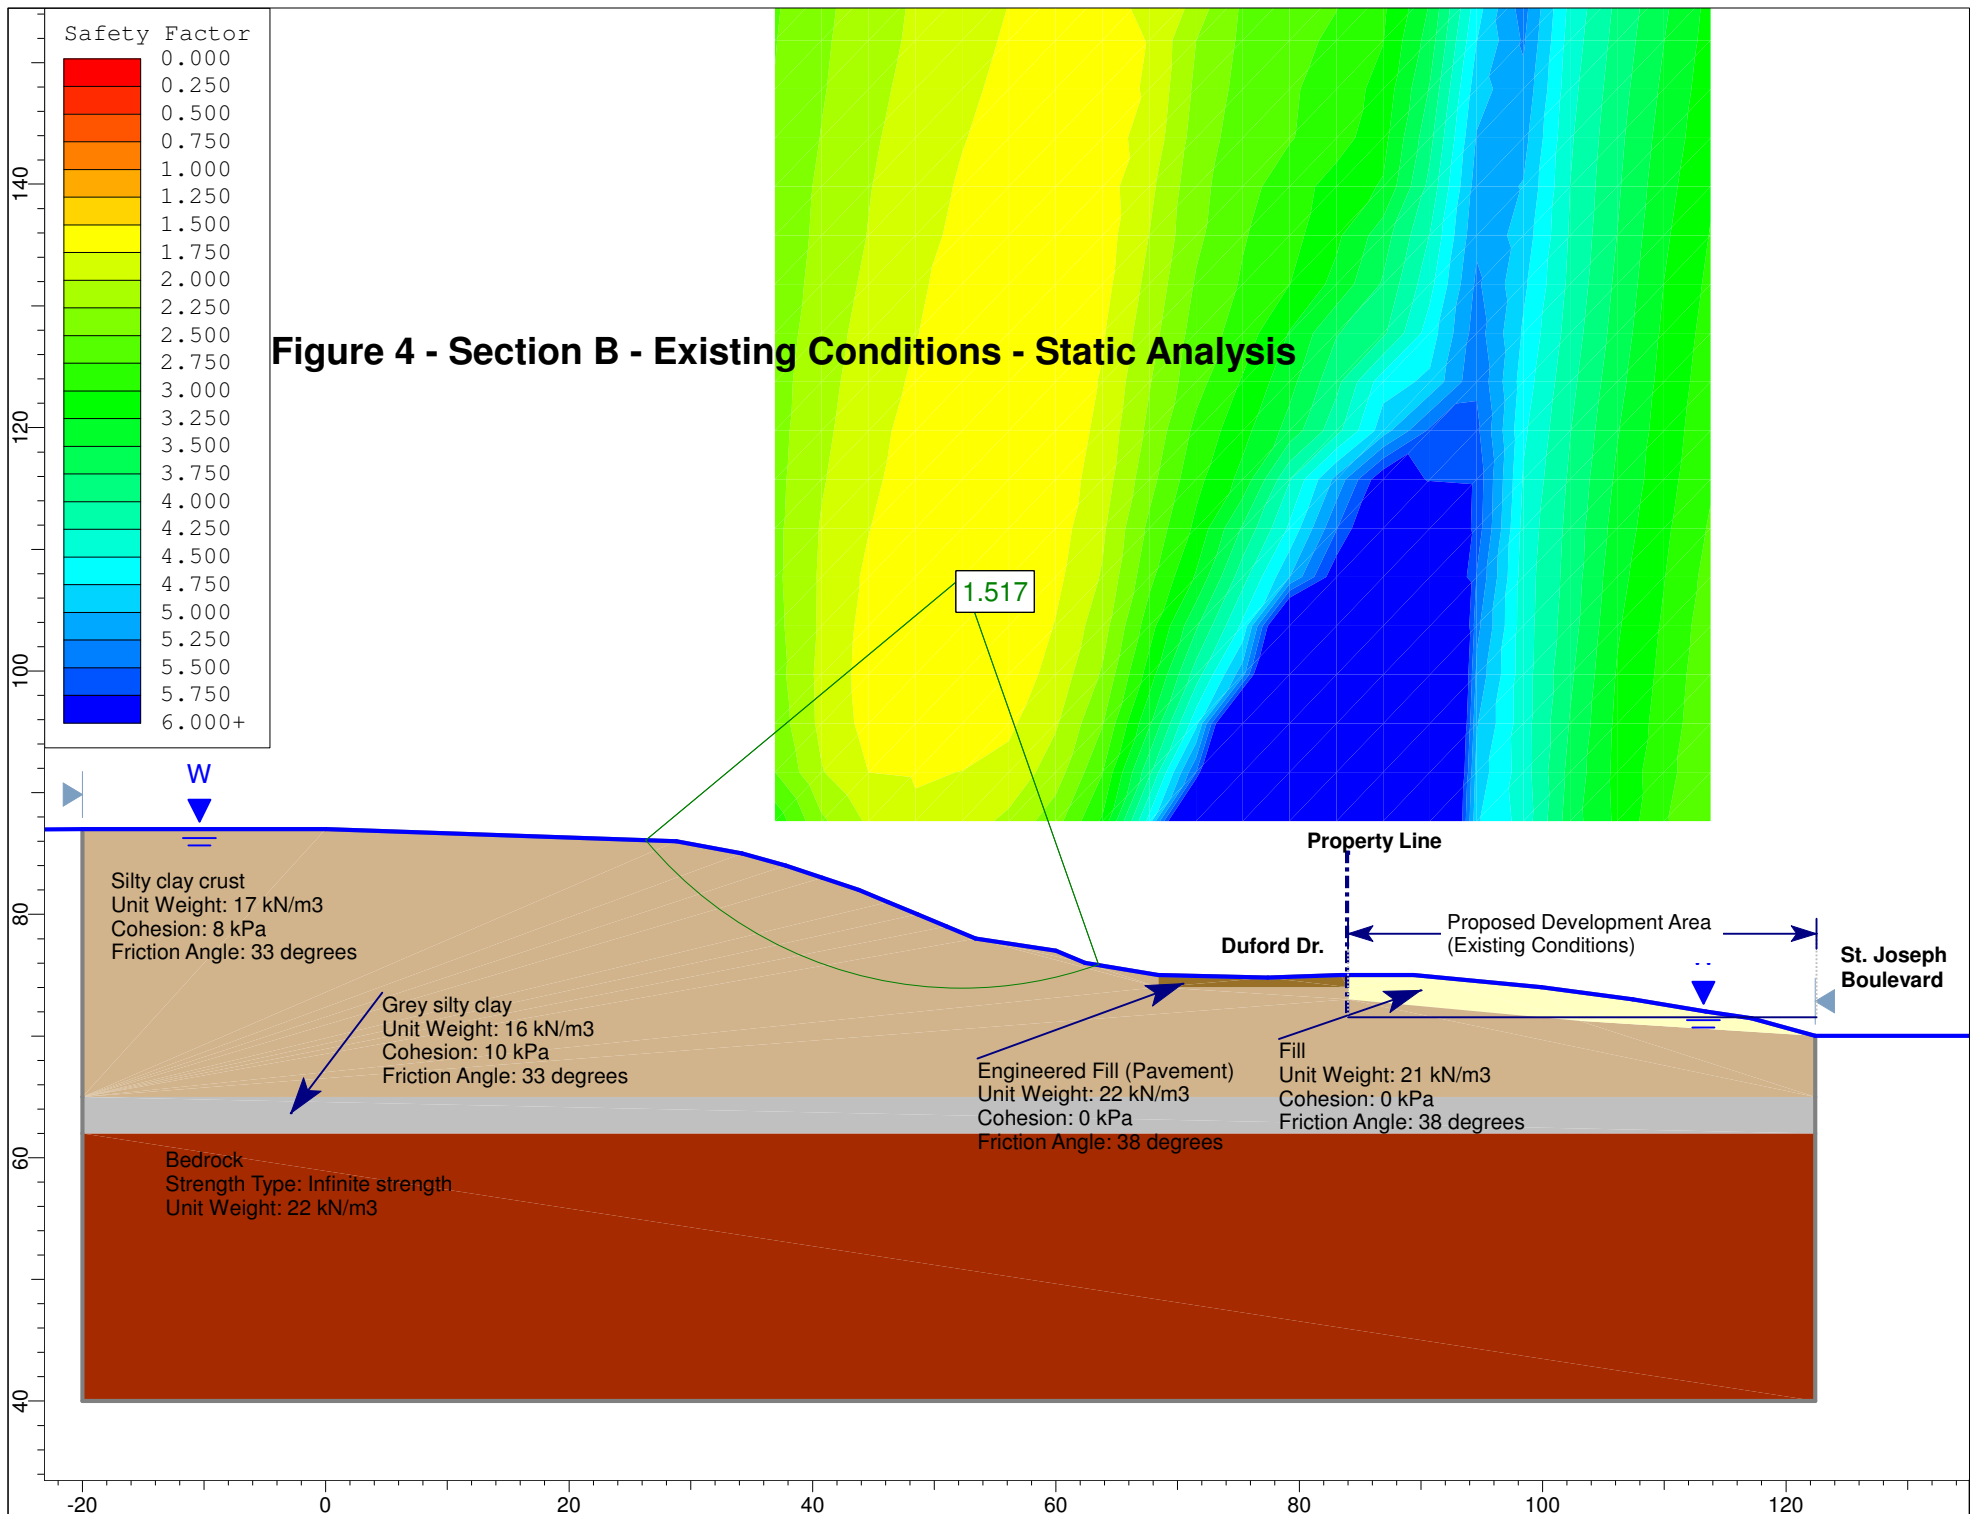 Safety Factor
0.000
0.250
0.500
0.750
1.000
1.250
1.500
1.750
2.000
2.250
2.500
2.750
3.000
3.250
3.500
3.750
4.000
4.250
4.500
4.750
5.000
5.250
5.500
5.750
6.000+
Figure 4 - Section B - Existing Conditions - Static Analysis
1.517
W
Property Line
Silty clay crust
Unit Weight: 17 kN/m3
Cohesion: 8 kPa
Friction Angle: 33 degrees
Duford Dr.
Proposed Development Area
(Existing Conditions)
St. Joseph
Boulevard
Grey silty clay
Unit Weight: 16 kN/m3
Cohesion: 10 kPa
Friction Angle: 33 degrees
Engineered Fill (Pavement)
Unit Weight: 22 kN/m3
Cohesion: 0 kPa
Friction Angle: 38 degrees
Fill
Unit Weight: 21 kN/m3
Cohesion: 0 kPa
Friction Angle: 38 degrees
Bedrock
Strength Type: Infinite strength
Unit Weight: 22 kN/m3
140
120
100
80
60
40
-20 0 20 40 60 80 100 120